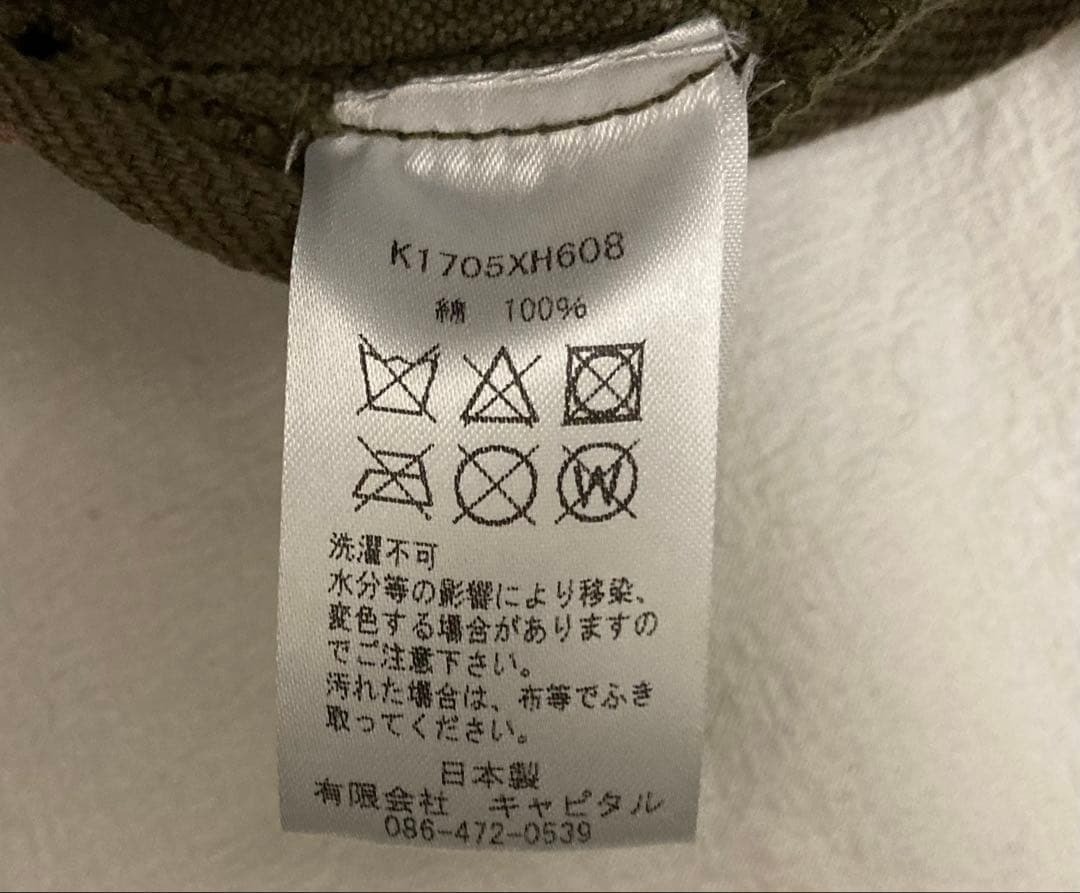 K1705XH608
綿 100%
W
洗濯不可
水分等の影響により移染、
変色する場合がありますの
でご注意下さい。
汚れた場合は、布等でふき
取ってください。
日本製
有限会社 キャピタル
086-472-0539